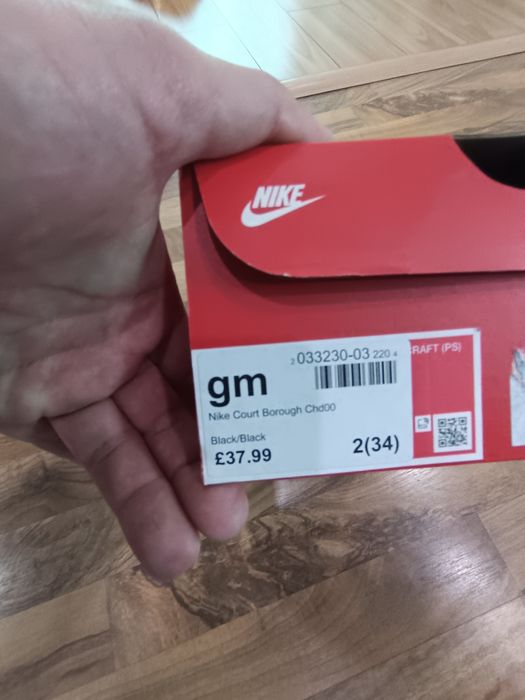 NIKE
2 033230-03 220 4
RAFT (PS)
gm
Nike Court Borough Chd00
Black/Black
£37.99
2(34)